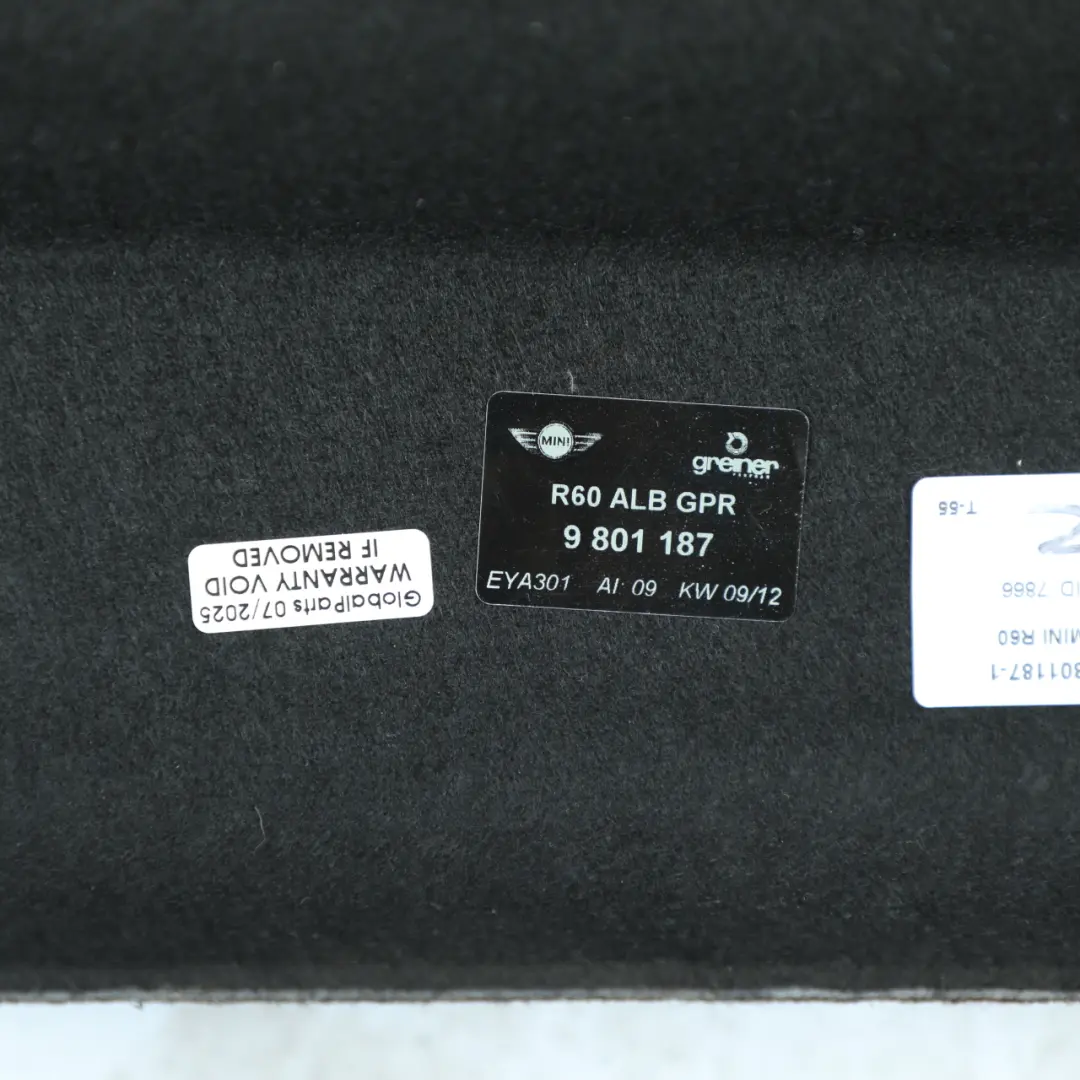 MINI
greiner
R60 ALB GPR
9 801 187
EYA301 AI 09 KW 09/12
GlobalParts 07/2025
WARRANTY VOID
IF REMOVED
801187-1
MINI R60
ID 7866
T-55